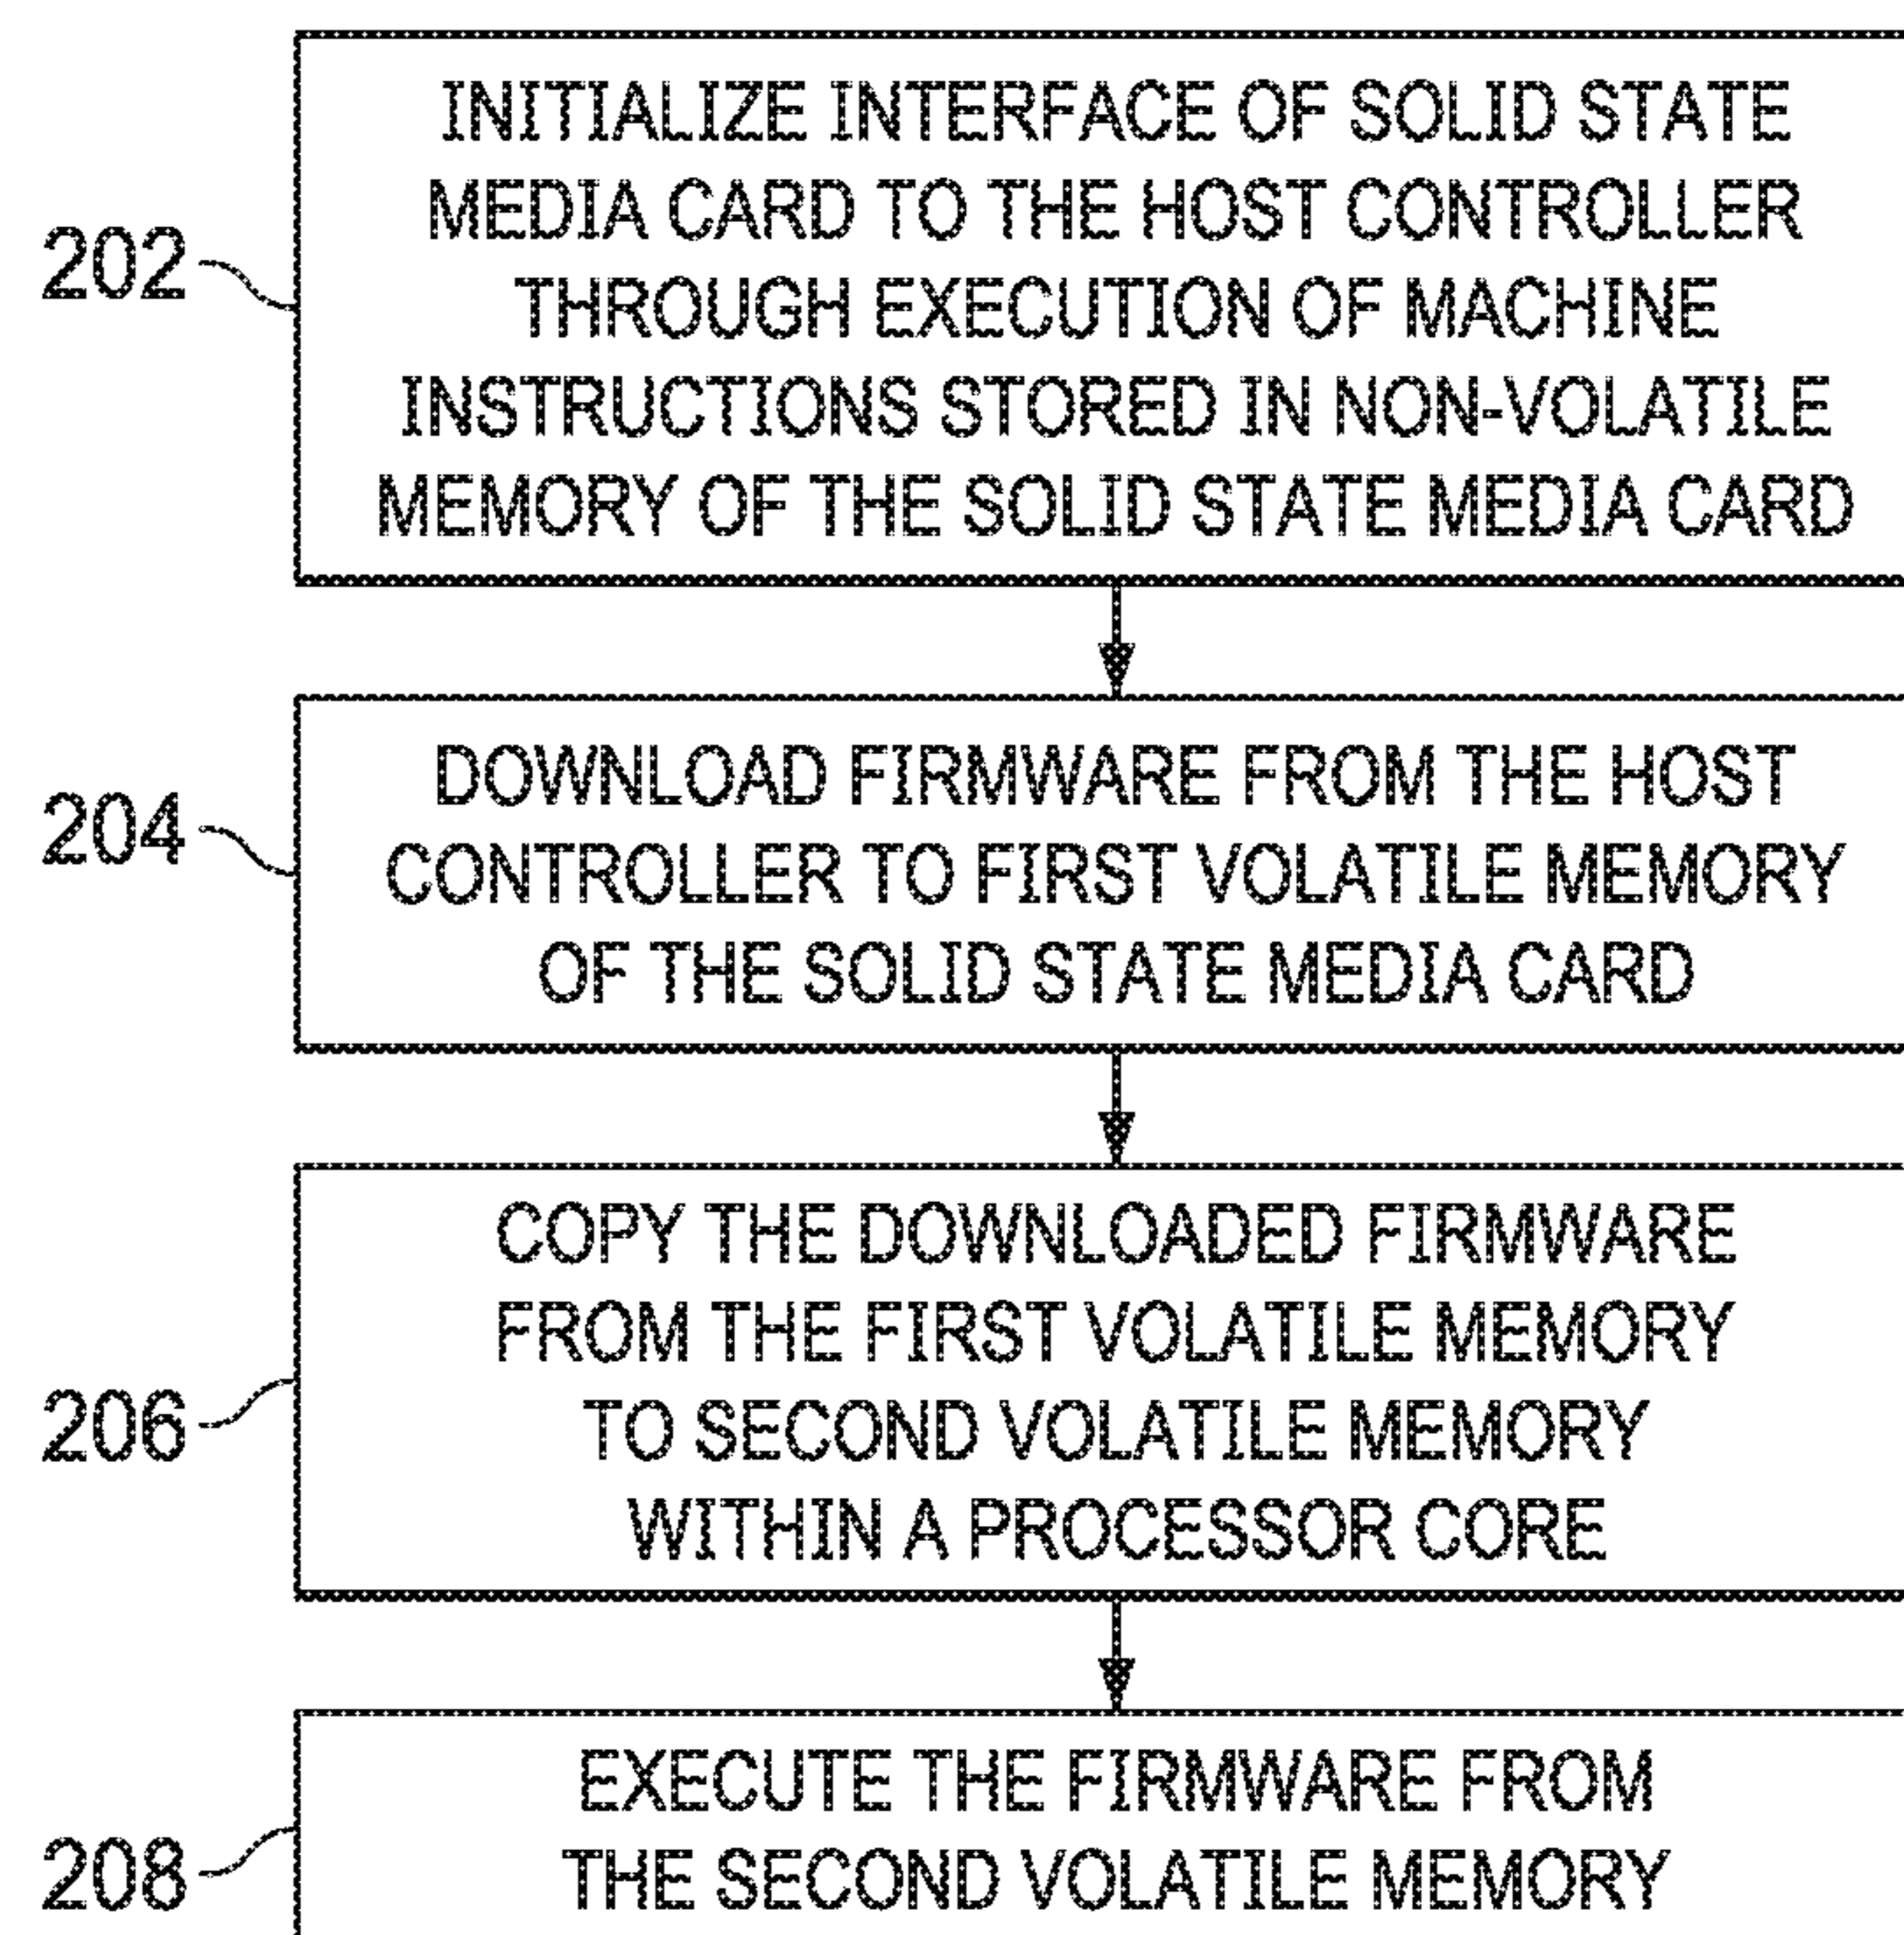 INITIALIZE INTERFACE OF SOLID STATE
MEDIA CARD TO THE HOST CONTROLLER
202
THROUGH EXECUTION OF MACHINE
INSTRUCTIONS STORED IN NON-VOLATILE
MEMORY OF THE SOLID STATE MEDIA CARD
DOWNLOAD FIRMWARE FROM THE HOST
204
CONTROLLER TO FIRST VOLATILE MEMORY
OF THE SOLID STATE MEDIA CARD
COPY THE DOWNLOADED FIRMWARE
FROM THE FIRST VOLATILE MEMORY
206
TO SECOND VOLATILE MEMORY
WITHIN A PROCESSOR CORE
EXECUTE THE FIRMWARE FROM
208
THE SECOND VOLATILE MEMORY